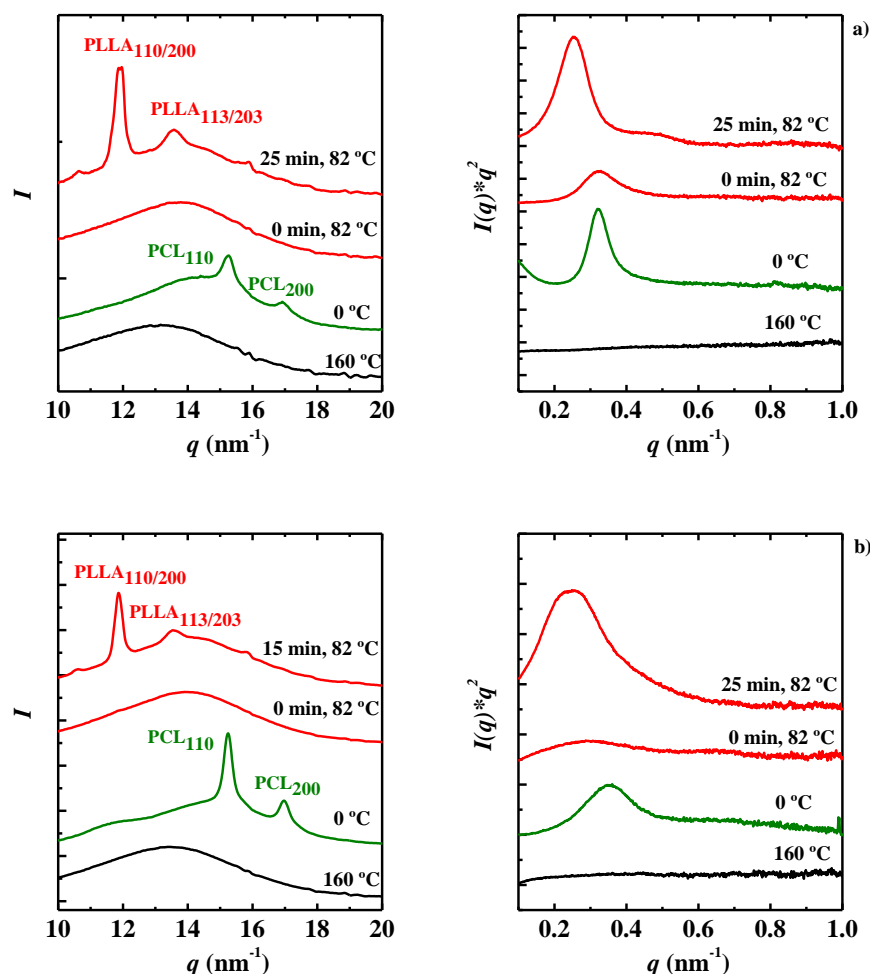 a)
PLLA110/200
PLLA113/203
25 min, 82 ºC
0 min, 82 ºC
PCL110
PCL200
0 ºC
160 ºC
I
10 12 14 16 18 20
q (nm-1)
25 min, 82 ºC
0 min, 82 ºC
0 ºC
160 ºC
I(q)*q2
0.2 0.4 0.6 0.8 1.0
q (nm-1)
b)
PLLA110/200
PLLA113/203
15 min, 82 ºC
0 min, 82 ºC
PCL110
PCL200
0 ºC
160 ºC
I
10 12 14 16 18 20
q (nm-1)
25 min, 82 ºC
0 min, 82 ºC
0 ºC
160 ºC
I(q)*q2
0.2 0.4 0.6 0.8 1.0
q (nm-1)